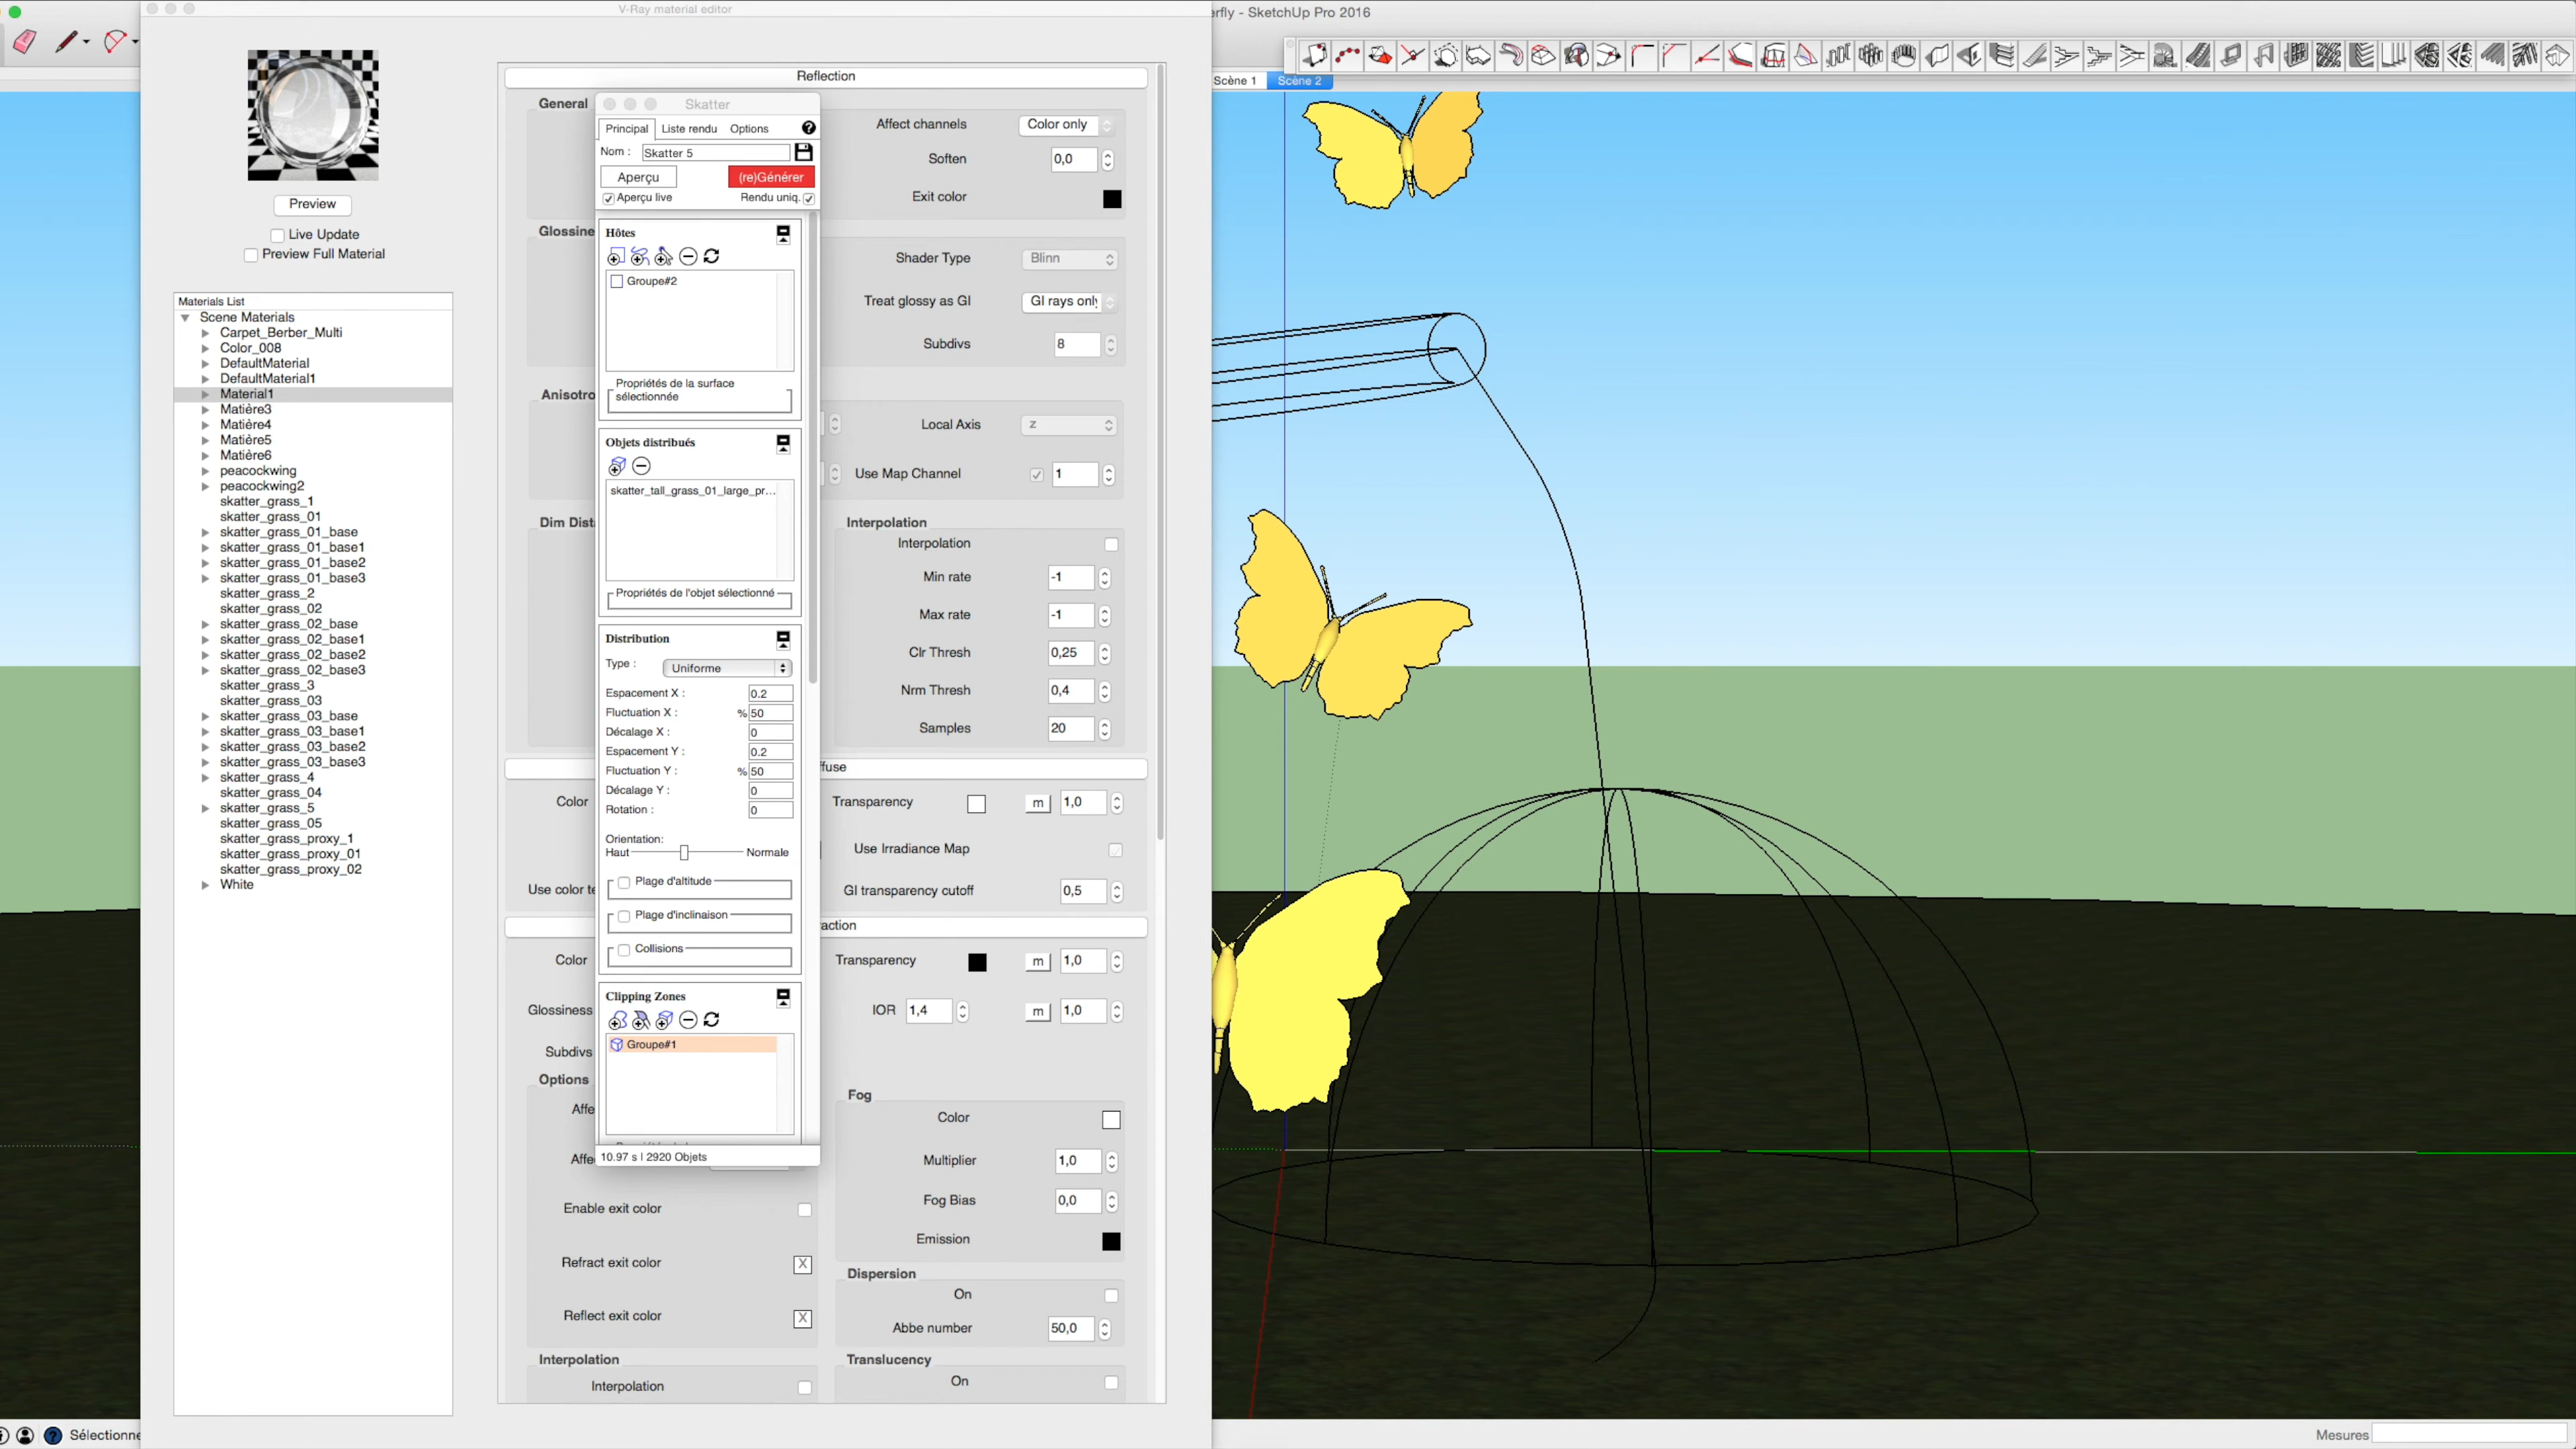 V-Ray material editor
erfly - SketchUp Pro 2016
Scène 1
Scène 2
Preview
Live Update
Preview Full Material
Materials List
Scene Materials
Carpet_Berber_Multi
Color_008
DefaultMaterial
DefaultMaterial1
Material1
Matière3
Matière4
Matière5
Matière6
peacockwing
peacockwing2
skatter_grass_1
skatter_grass_01
skatter_grass_01_base
skatter_grass_01_base1
skatter_grass_01_base2
skatter_grass_01_base3
skatter_grass_2
skatter_grass_02
skatter_grass_02_base
skatter_grass_02_base1
skatter_grass_02_base2
skatter_grass_02_base3
skatter_grass_3
skatter_grass_03
skatter_grass_03_base
skatter_grass_03_base1
skatter_grass_03_base2
skatter_grass_03_base3
skatter_grass_4
skatter_grass_04
skatter_grass_5
skatter_grass_05
skatter_grass_proxy_1
skatter_grass_proxy_01
skatter_grass_proxy_02
White
Reflection
General
Glossine
Anisotro
Dim Dist
Color
Use color te
Color
Glossiness
Subdivs
Options
Affe
Affe
Enable exit color
Refract exit color X
Reflect exit color X
Interpolation
Interpolation
Skatter
Principal Liste rendu Options ?
Nom : Skatter 5
Aperçu (re)Générer
Aperçu live Rendu uniq.
Hôtes
Groupe#2
Propriétés de la surface
sélectionnée
Objets distribués
skatter_tall_grass_01_large_pr...
Propriétés de l'objet sélectionné
Distribution
Type : Uniforme
Espacement X : 0.2
Fluctuation X : % 50
Décalage X : 0
Espacement Y : 0.2
Fluctuation Y : % 50
Décalage Y : 0
Rotation : 0
Orientation:
Haut Normale
Plage d'altitude
Plage d'inclinaison
Collisions
Clipping Zones
Groupe#1
10.97 s | 2920 Objets
Affect channels Color only
Soften 0,0
Exit color
Shader Type Blinn
Treat glossy as GI GI rays only
Subdivs 8
Local Axis z
Use Map Channel 1
Interpolation
Interpolation
Min rate -1
Max rate -1
Clr Thresh 0,25
Nrm Thresh 0,4
Samples 20
ffuse
Transparency m 1,0
Use Irradiance Map
GI transparency cutoff 0,5
action
Transparency m 1,0
IOR 1,4 m 1,0
Fog
Color
Multiplier 1,0
Fog Bias 0,0
Emission
Dispersion
On
Abbe number 50,0
Translucency
On
? Sélectionne
Mesures